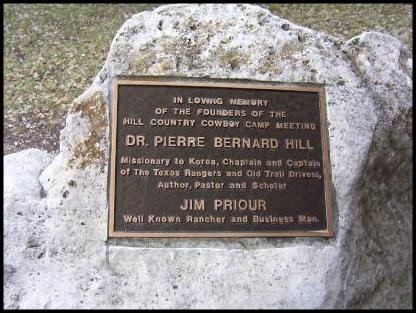 IN LOVING MEMORY
OF THE FOUNDERS OF THE
HILL COUNTRY COWBOY CAMP MEETING
DR. PIERRE BERNARD HILL
Missionary to Korea, Chaplain and Captain
of The Texas Rangers and Old Trail Drivers,
Author, Pastor and Scholar
JIM PRIOUR
Well Known Rancher and Business Man.